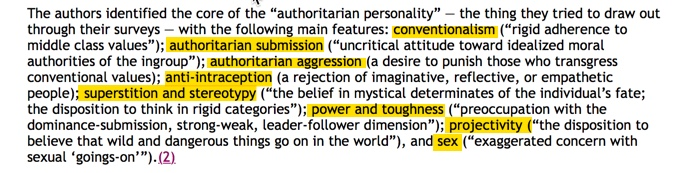 The authors identified the core of the “authoritarian personality” — the thing they tried to draw out
through their surveys — with the following main features: conventionalism (“rigid adherence to
middle class values”); authoritarian submission (“uncritical attitude toward idealized moral
authorities of the ingroup”); authoritarian aggression (a desire to punish those who transgress
conventional values); anti-intraception (a rejection of imaginative, reflective, or empathetic
people); superstition and stereotypy (“the belief in mystical determinates of the individual’s fate;
the disposition to think in rigid categories”); power and toughness (“preoccupation with the
dominance-submission, strong-weak, leader-follower dimension”); projectivity (“the disposition to
believe that wild and dangerous things go on in the world”), and sex (“exaggerated concern with
sexual ‘goings-on’”).(2)